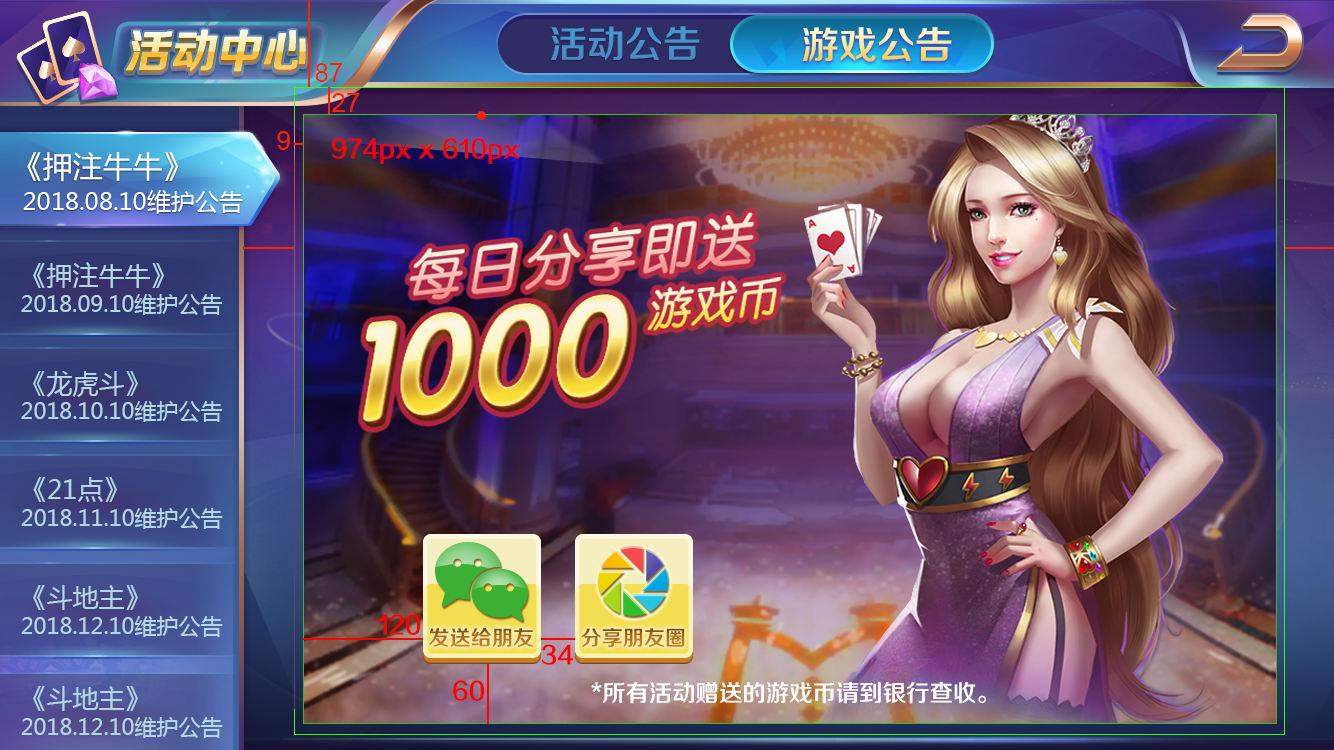 活动中心
活动公告
游戏公告
87
27
9
974px x 610px
《押注牛牛》
2018.08.10维护公告
《押注牛牛》
2018.09.10维护公告
《龙虎斗》
2018.10.10维护公告
《21点》
2018.11.10维护公告
《斗地主》
2018.12.10维护公告
《斗地主》
2018.12.10维护公告
每日分享即送
1000
游戏币
A
A
120
发送给朋友
34
分享朋友圈
60
*所有活动赠送的游戏币请到银行查收。